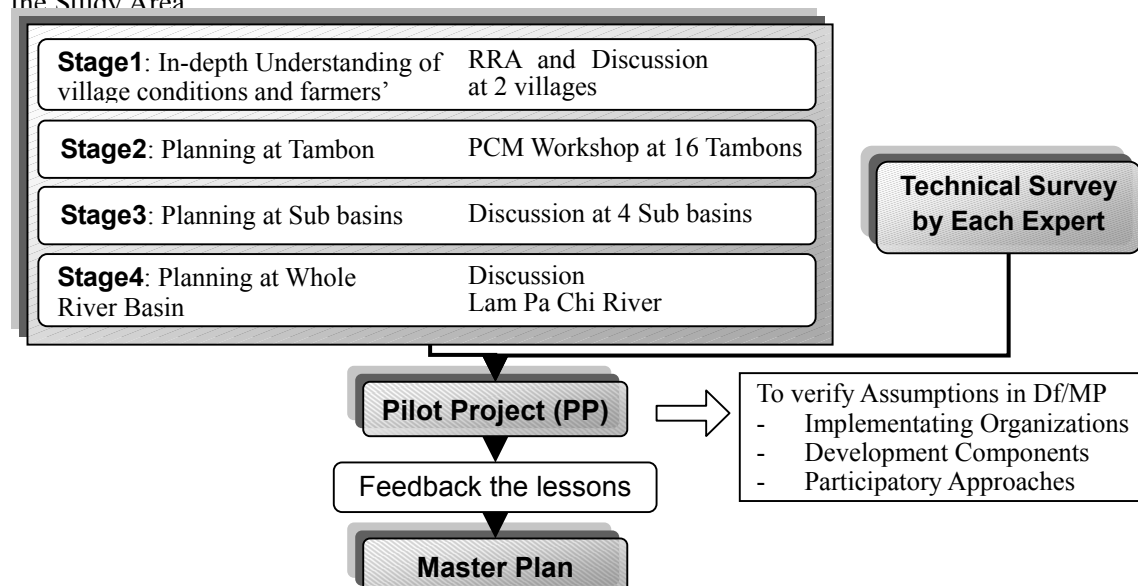 the Study Area
Stage1: In-depth Understanding of
village conditions and farmers'
RRA and Discussion
at 2 villages
Stage2: Planning at Tambon
PCM Workshop at 16 Tambons
Stage3: Planning at Sub basins
Discussion at 4 Sub basins
Stage4: Planning at Whole
River Basin
Discussion
Lam Pa Chi River
Technical Survey
by Each Expert
Pilot Project (PP)
To verify Assumptions in Df/MP
- Implementating Organizations
- Development Components
- Participatory Approaches
Feedback the lessons
Master Plan